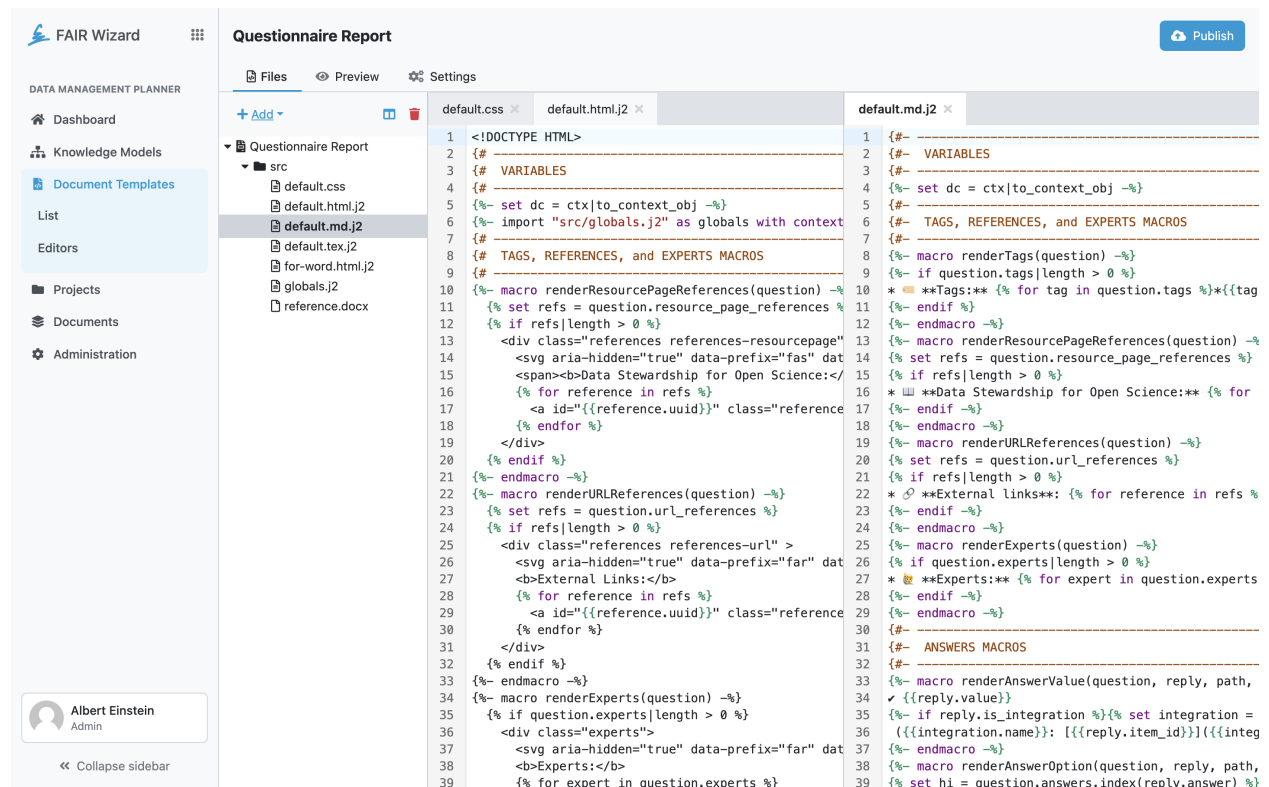 FAIR Wizard
DATA MANAGEMENT PLANNER
Dashboard
Knowledge Models
Document Templates
List
Editors
Projects
Documents
Administration
Albert Einstein
Admin
Collapse sidebar
Questionnaire Report
Publish
Files
Preview
Settings
Add
Questionnaire Report
src
default.css
default.html.j2
default.md.j2
default.tex.j2
for-word.html.j2
globals.j2
reference.docx
default.css
default.html.j2
1 <!DOCTYPE HTML>
2 {# ----------------------------------------------------
3 {#  VARIABLES
4 {# ----------------------------------------------------
5 {%- set dc = ctx|to_context_obj -%}
6 {%- import "src/globals.j2" as globals with context
7 {# ----------------------------------------------------
8 {#  TAGS, REFERENCES, and EXPERTS MACROS
9 {# ----------------------------------------------------
10 {%- macro renderResourcePageReferences(question) -%
11   {% set refs = question.resource_page_references %
12   {% if refs|length > 0 %}
13     <div class="references references-resourcepage"
14       <svg aria-hidden="true" data-prefix="fas" dat
15       <span><b>Data Stewardship for Open Science:</
16       {% for reference in refs %}
17         <a id="{{reference.uuid}}" class="reference
18       {% endfor %}
19     </div>
20   {% endif %}
21 {%- endmacro -%}
22 {%- macro renderURLReferences(question) -%}
23   {% set refs = question.url_references %}
24   {% if refs|length > 0 %}
25     <div class="references references-url" >
26       <svg aria-hidden="true" data-prefix="far" dat
27       <b>External Links:</b>
28       {% for reference in refs %}
29         <a id="{{reference.uuid}}" class="reference
30       {% endfor %}
31     </div>
32   {% endif %}
33 {%- endmacro -%}
34 {%- macro renderExperts(question) -%}
35   {% if question.experts|length > 0 %}
36     <div class="experts">
37       <svg aria-hidden="true" data-prefix="far" dat
38       <b>Experts:</b>
39       {% for expert in question.experts %}
default.md.j2
1 {#- ------------------------------------------------
2 {#-  VARIABLES
3 {#- ------------------------------------------------
4 {%- set dc = ctx|to_context_obj -%}
5 {#- ------------------------------------------------
6 {#-  TAGS, REFERENCES, and EXPERTS MACROS
7 {#- ------------------------------------------------
8 {%- macro renderTags(question) -%}
9 {%- if question.tags|length > 0 %}
10 * 🏷 **Tags:** {% for tag in question.tags %}*{{tag
11 {%- endif -%}
12 {%- endmacro -%}
13 {%- macro renderResourcePageReferences(question) -%
14 {% set refs = question.resource_page_references %}
15 {% if refs|length > 0 %}
16 * 📖 **Data Stewardship for Open Science:** {% for
17 {%- endif -%}
18 {%- endmacro -%}
19 {%- macro renderURLReferences(question) -%}
20 {% set refs = question.url_references %}
21 {% if refs|length > 0 %}
22 * 🔗 **External links**: {% for reference in refs %
23 {%- endif -%}
24 {%- endmacro -%}
25 {%- macro renderExperts(question) -%}
26 {% if question.experts|length > 0 %}
27 * 🙋 **Experts:** {% for expert in question.experts
28 {%- endif -%}
29 {%- endmacro -%}
30 {#- ------------------------------------------------
31 {#-  ANSWERS MACROS
32 {#- ------------------------------------------------
33 {%- macro renderAnswerValue(question, reply, path,
34 ✔ {{reply.value}}
35 {%- if reply.is_integration %}{% set integration =
36  ({{integration.name}}: [{{reply.item_id}}]({{integ
37 {%- endmacro -%}
38 {%- macro renderAnswerOption(question, reply, path,
39 {% set hi = question.answers.index(reply.answer) %}